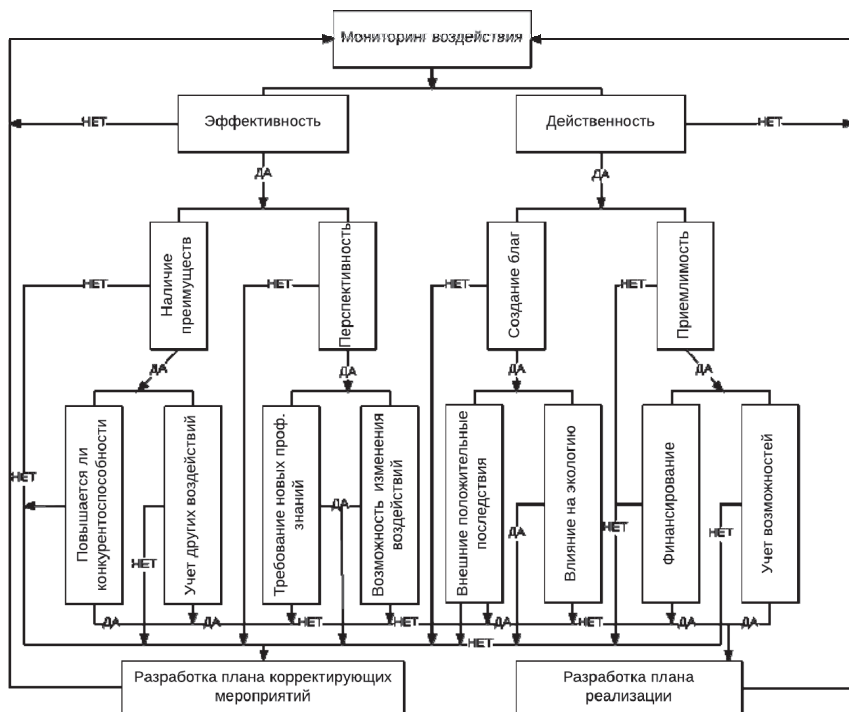 Мониторинг воздействия
НЕТ
Эффективность
Действенность
НЕТ
ДА
ДА
НЕТ
Наличие
преимуществ
НЕТ
Перспективность
НЕТ
Создание благ
НЕТ
Приемлимость
ДА
ДА
ДА
ДА
НЕТ
Повышается ли
конкурентоспособности
Учет других воздействий
НЕТ
Требование новых проф.
знаний
ДА
Возможность изменения
воздействий
Внешние положительные
последствия
ДА
Влияние на экологию
НЕТ
Финансирование
НЕТ
Учет возможностей
ДА
ДА
НЕТ
НЕТ
ДА
НЕТ
ДА
ДА
НЕТ
Разработка плана корректирующих
мероприятий
Разработка плана
реализации